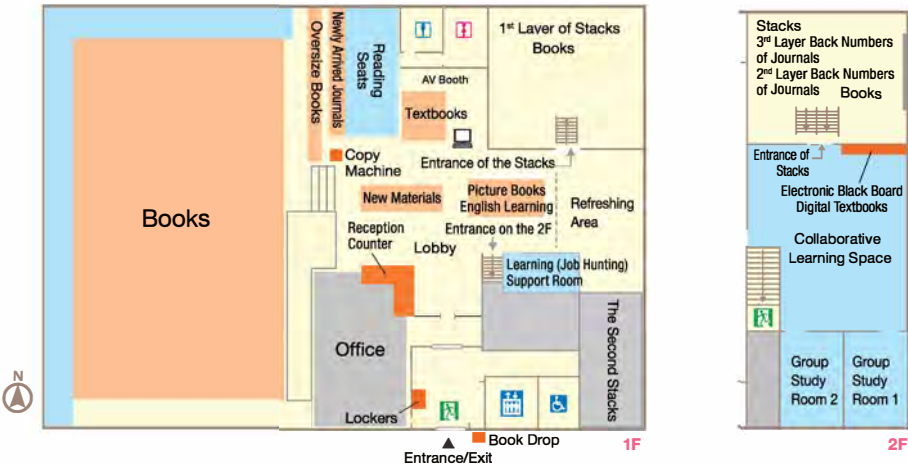 Oversize Books
Newly Arrived Journals
Reading
Seats
AV Booth
Textbooks
1st Layer of Stacks
Books
Copy
Machine
Entrance of the Stacks
Books
New Materials
Picture Books
English Learning
Refreshing
Area
Reception
Counter
Lobby
Entrance on the 2F
Learning (Job Hunting)
Support Room
Office
The Second Stacks
Lockers
N
Book Drop
Entrance/Exit
1F
Stacks
3rd Layer Back Numbers
of Journals
2nd Layer Back Numbers
of Journals Books
Entrance of
Stacks
Electronic Black Board
Digital Textbooks
Collaborative
Learning Space
Group
Study
Room 2
Group
Study
Room 1
2F